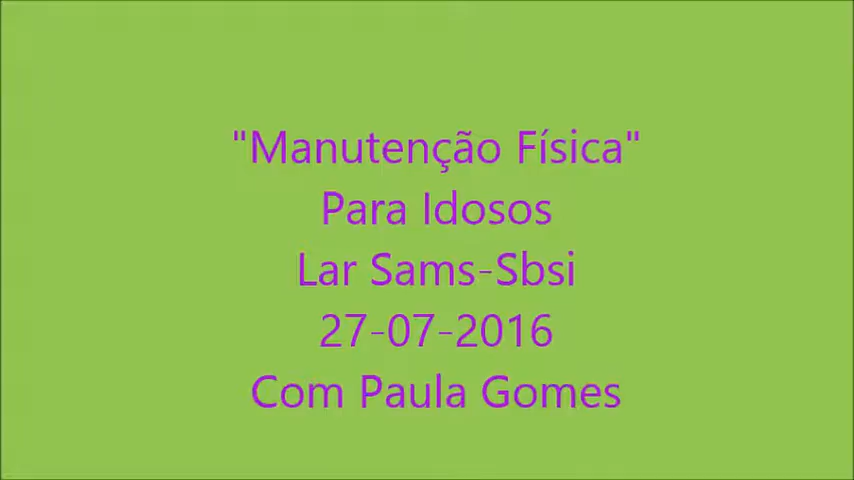 "Manutenção Física"
Para Idosos
Lar Sams-Sbsi
27-07-2016
Com Paula Gomes